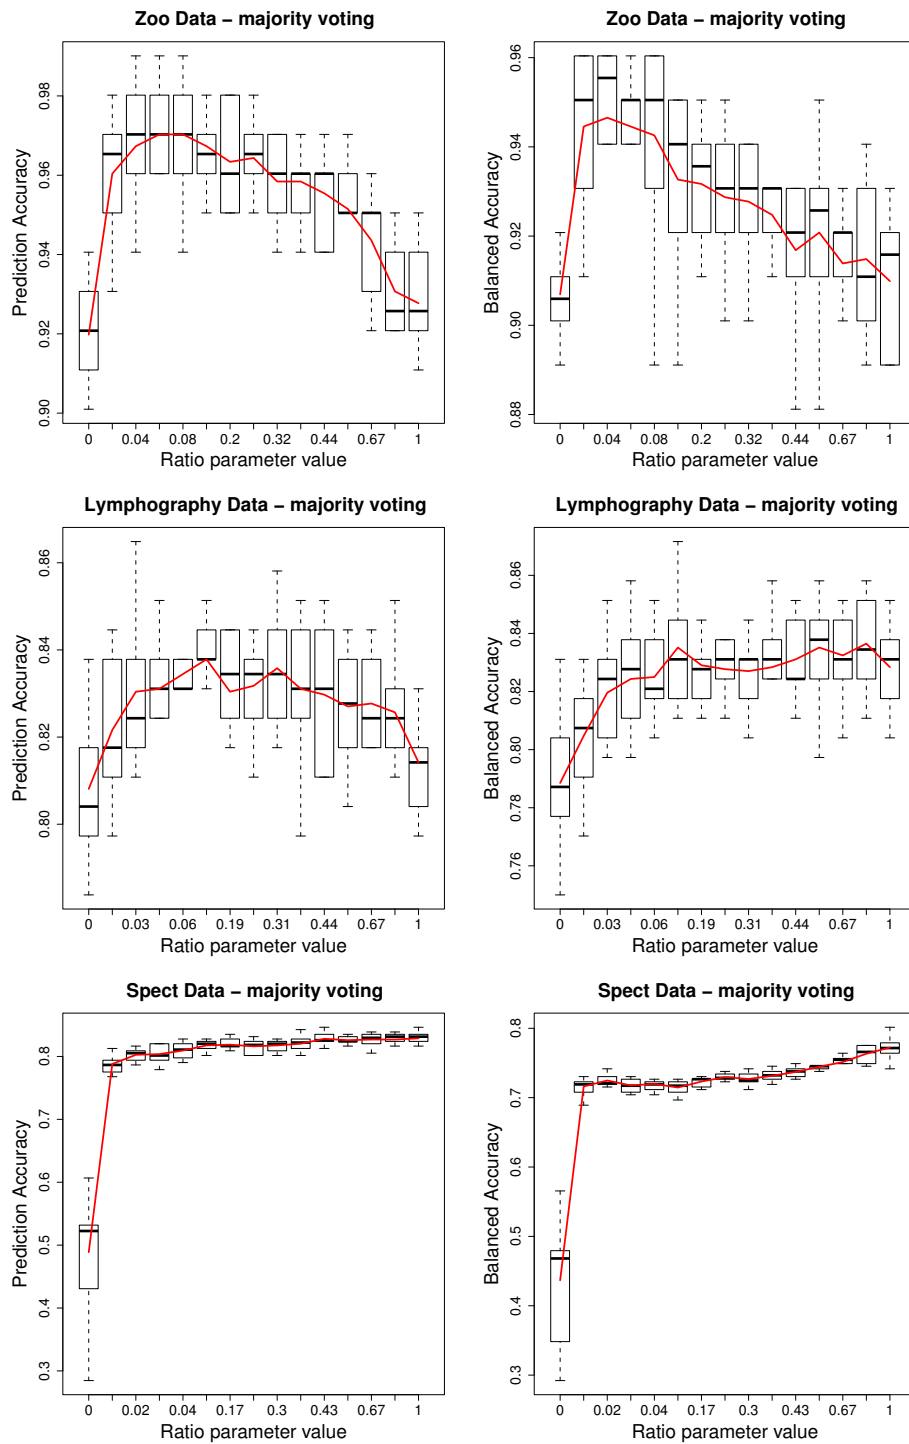 Zoo Data – majority voting
Prediction Accuracy
0.98
0.96
0.94
0.92
0.90
0 0.04 0.08 0.2 0.32 0.44 0.67 1
Ratio parameter value
Zoo Data – majority voting
Balanced Accuracy
0.96
0.94
0.92
0.90
0.88
0 0.04 0.08 0.2 0.32 0.44 0.67 1
Ratio parameter value
Lymphography Data – majority voting
Prediction Accuracy
0.86
0.84
0.82
0.80
0 0.03 0.06 0.19 0.31 0.44 0.67 1
Ratio parameter value
Lymphography Data – majority voting
Balanced Accuracy
0.86
0.84
0.82
0.80
0.78
0.76
0 0.03 0.06 0.19 0.31 0.44 0.67 1
Ratio parameter value
Spect Data – majority voting
Prediction Accuracy
0.8
0.7
0.6
0.5
0.4
0.3
0 0.02 0.04 0.17 0.3 0.43 0.67 1
Ratio parameter value
Spect Data – majority voting
Balanced Accuracy
0.8
0.7
0.6
0.5
0.4
0.3
0 0.02 0.04 0.17 0.3 0.43 0.67 1
Ratio parameter value